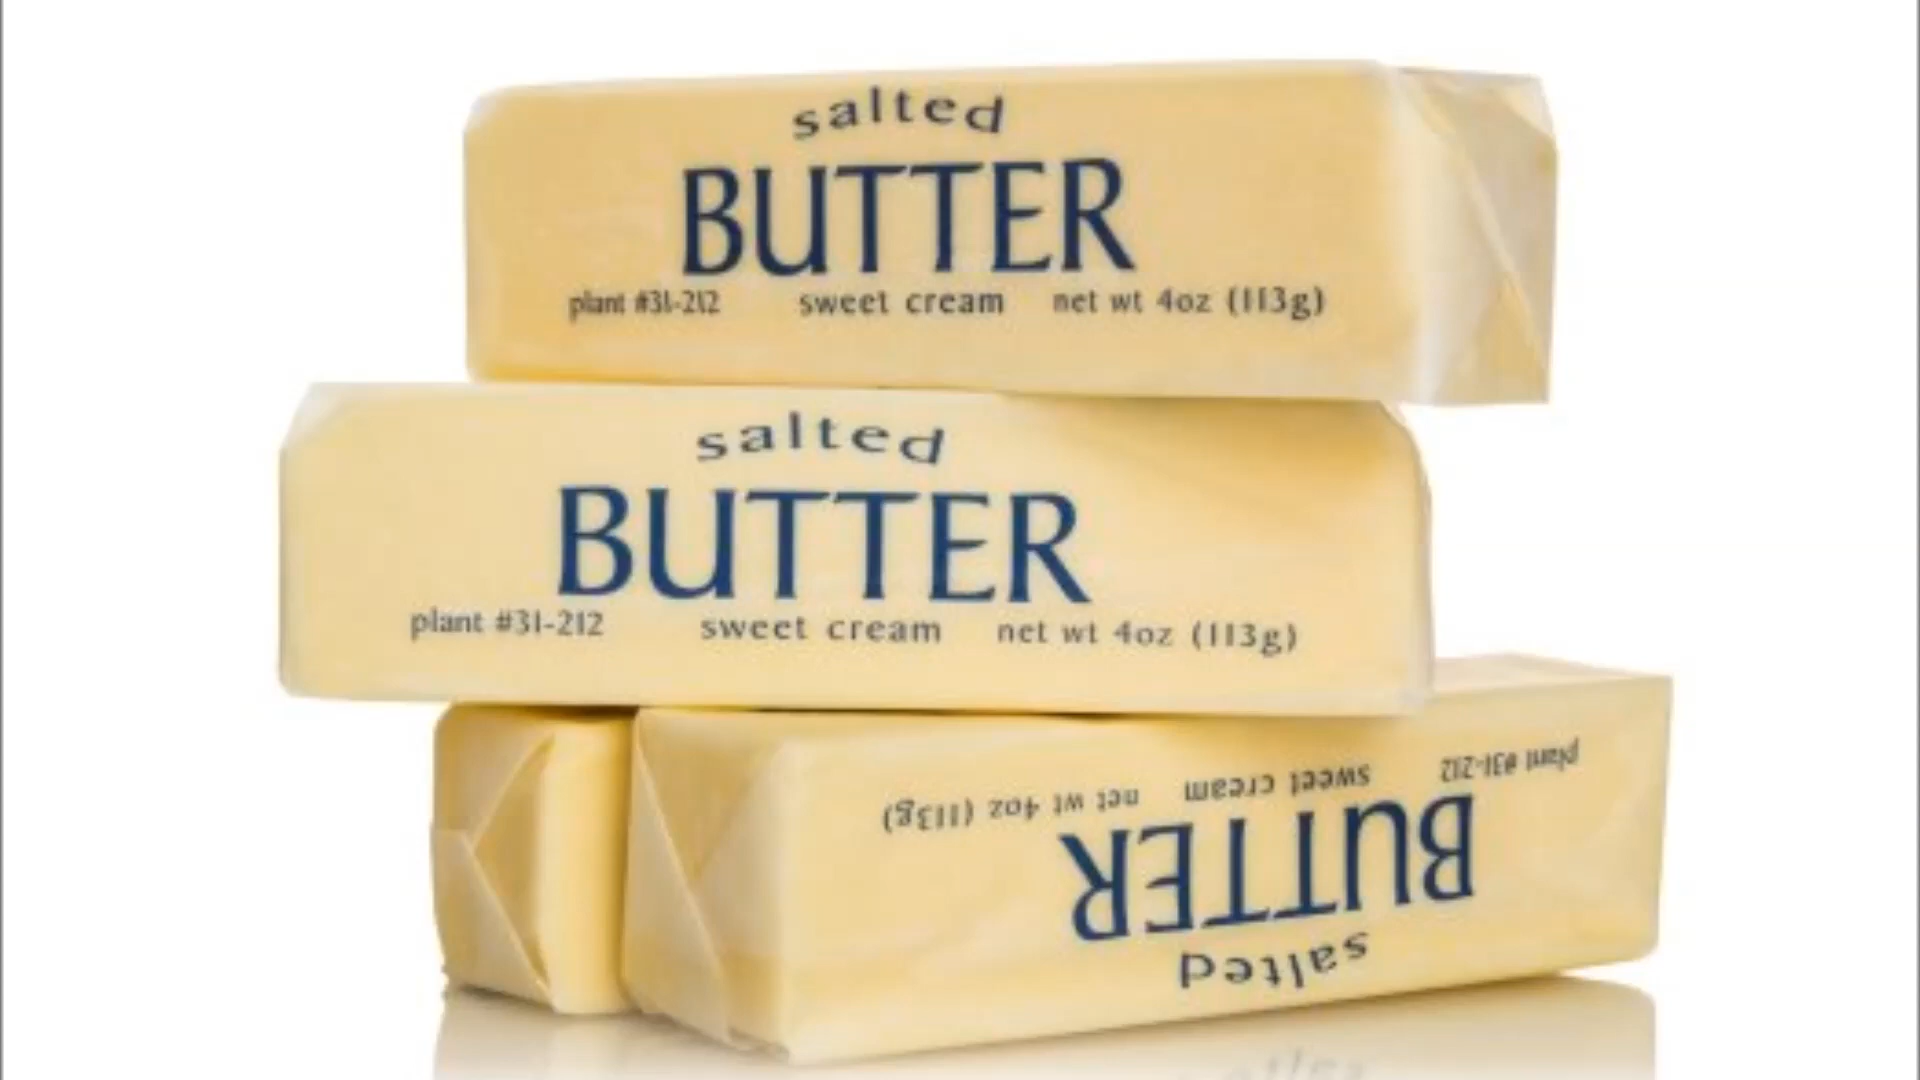 salted
BUTTER
plant #31-212 sweet cream net wt 4oz (113g)
salted
BUTTER
plant #31-212 sweet cream net wt 4oz (113g)
salted
BUTTER
plant #31-212 sweet cream net wt 4oz (113g)
salted